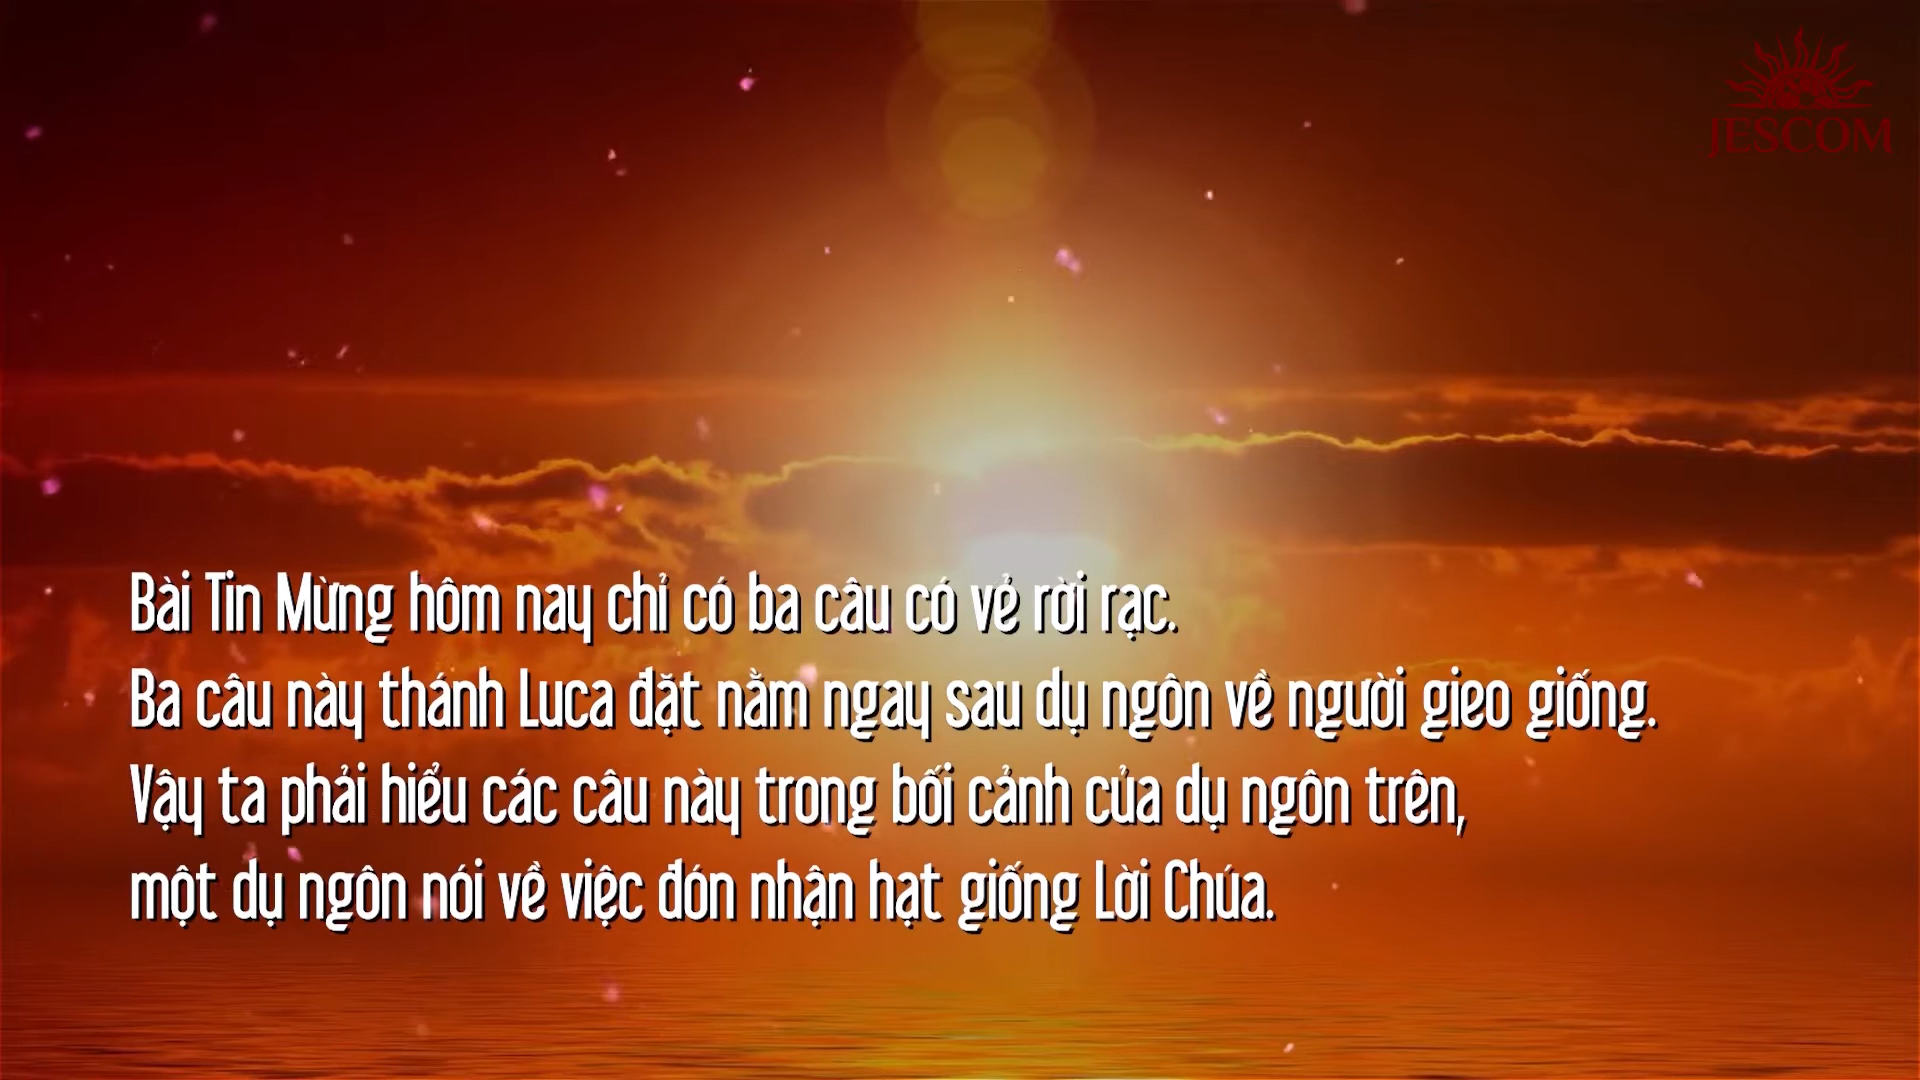 JESCOM
Bài Tin Mừng hôm nay chỉ có ba câu có vẻ rời rạc.
Ba câu này thánh Luca đặt nằm ngay sau dụ ngôn về người gieo giống.
Vậy ta phải hiểu các câu này trong bối cảnh của dụ ngôn trên,
một dụ ngôn nói về việc đón nhận hạt giống Lời Chúa.